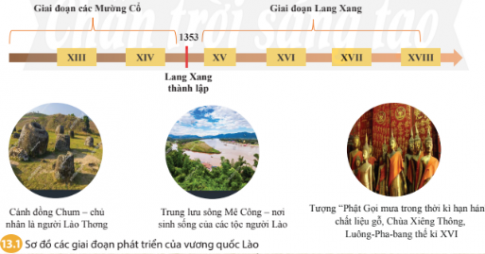 Giai đoạn các Mường Cổ
Giai đoạn Lang Xang
Chân trời sáng tạo
1353
XIII
XIV
XV
XVI
XVII
XVIII
Lang Xang
thành lập
Cánh đồng Chum – chủ
nhân là người Lào Thơng
Trung lưu sông Mê Công – nơi
sinh sống của các tộc người Lào
Tượng “Phật Gọi mưa trong thời kì hạn hán
chất liệu gỗ, Chùa Xiêng Thông,
Luông-Pha-bang thế kỉ XVI
13.1 Sơ đồ các giai đoạn phát triển của vương quốc Lào